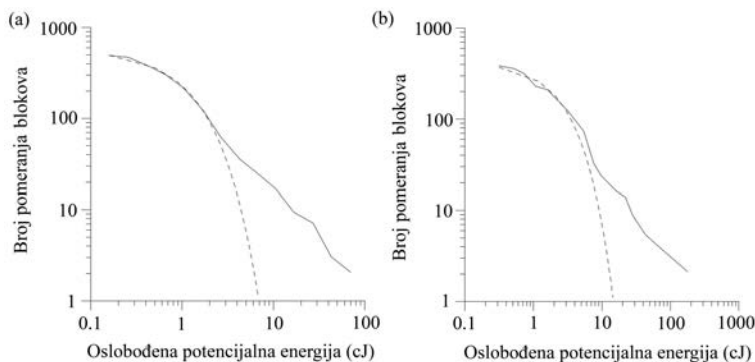 (a)
1000
100
10
1
Broj pomeranja blokova
0.1 1 10 100
Oslobođena potencijalna energija (cJ)
(b)
1000
100
10
1
Broj pomeranja blokova
0.1 1 10 100 1000
Oslobođena potencijalna energija (cJ)